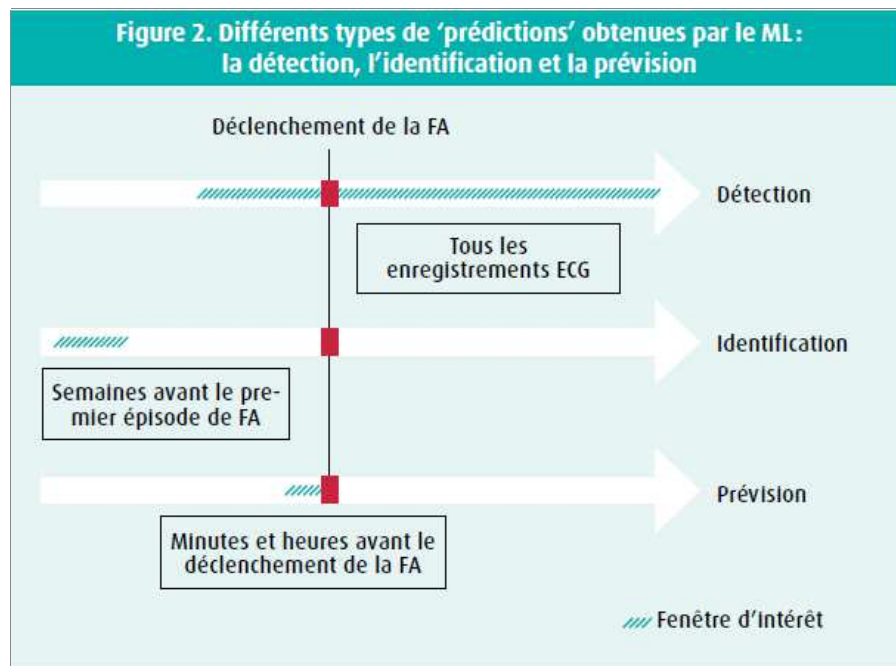 Figure 2. Différents types de ‘prédictions’ obtenues par le ML:
la détection, l’identification et la prévision
Déclenchement de la FA
Détection
Tous les
enregistrements ECG
Identification
Semaines avant le pre-
mier épisode de FA
Prévision
Minutes et heures avant le
déclenchement de la FA
Fenêtre d’intérêt